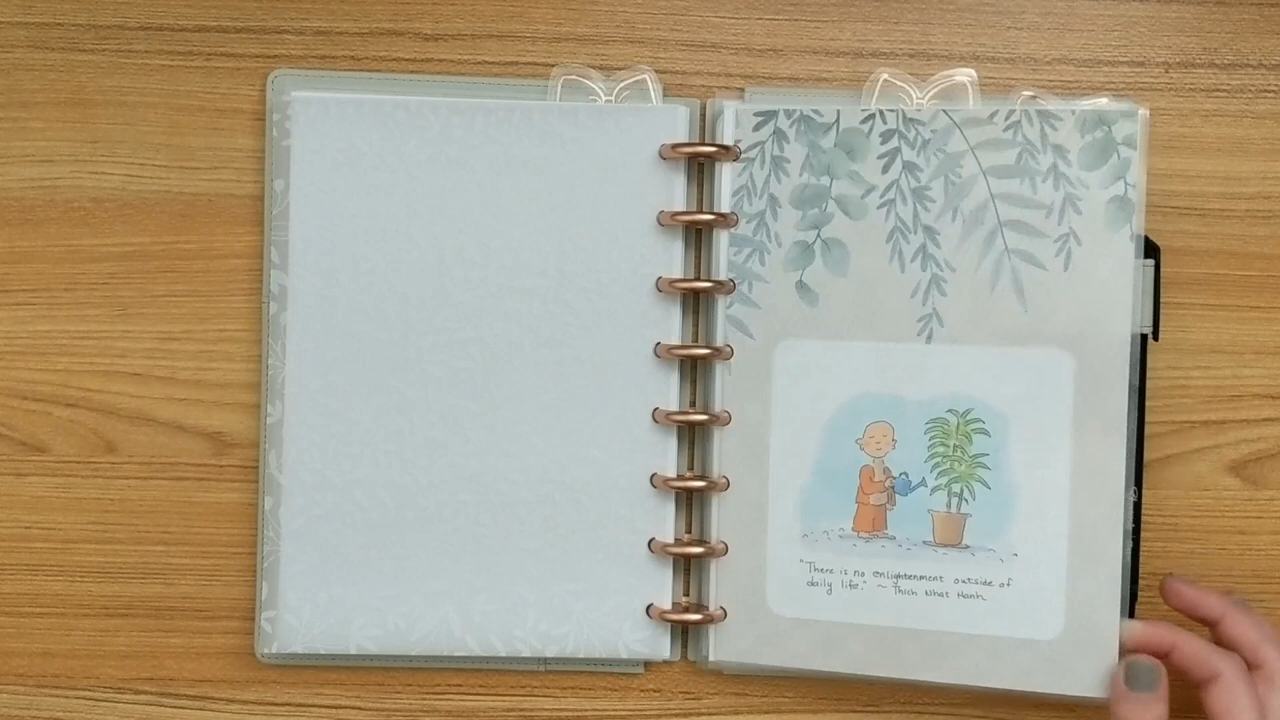 "There is no enlightenment outside of
daily life." ~ Thich Nhat Hanh